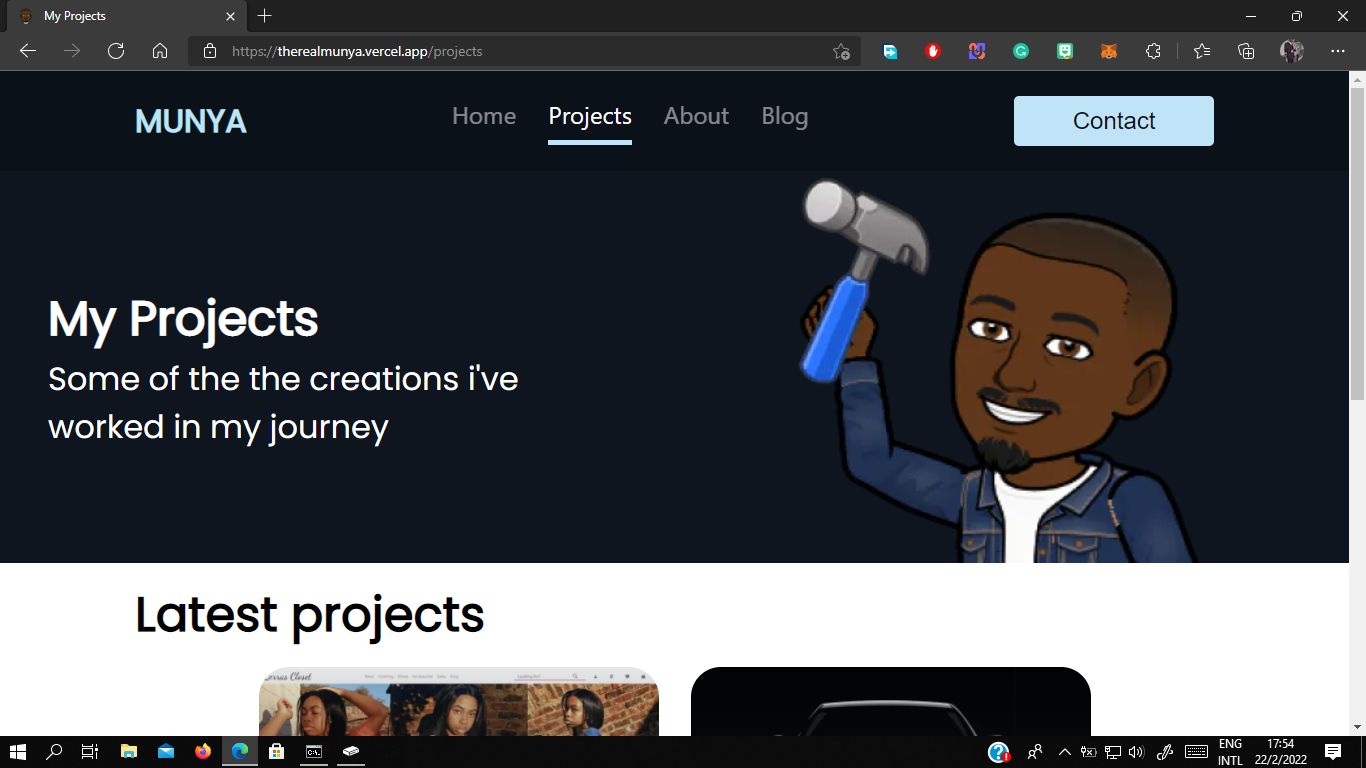 My Projects
https://therealmunya.vercel.app/projects
MUNYA
Home
Projects
About
Blog
Contact
My Projects
Some of the the creations i've
worked in my journey
Latest projects
ENG
INTL
17:54
22/2/2022